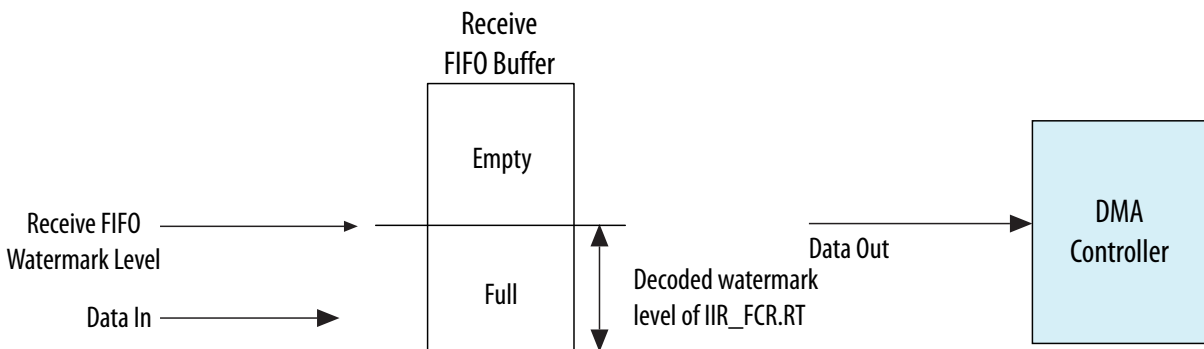 Receive
FIFO Buffer
Empty
Receive FIFO
Watermark Level
Data In
Full
Decoded watermark
level of IIR_FCR.RT
Data Out
DMA
Controller